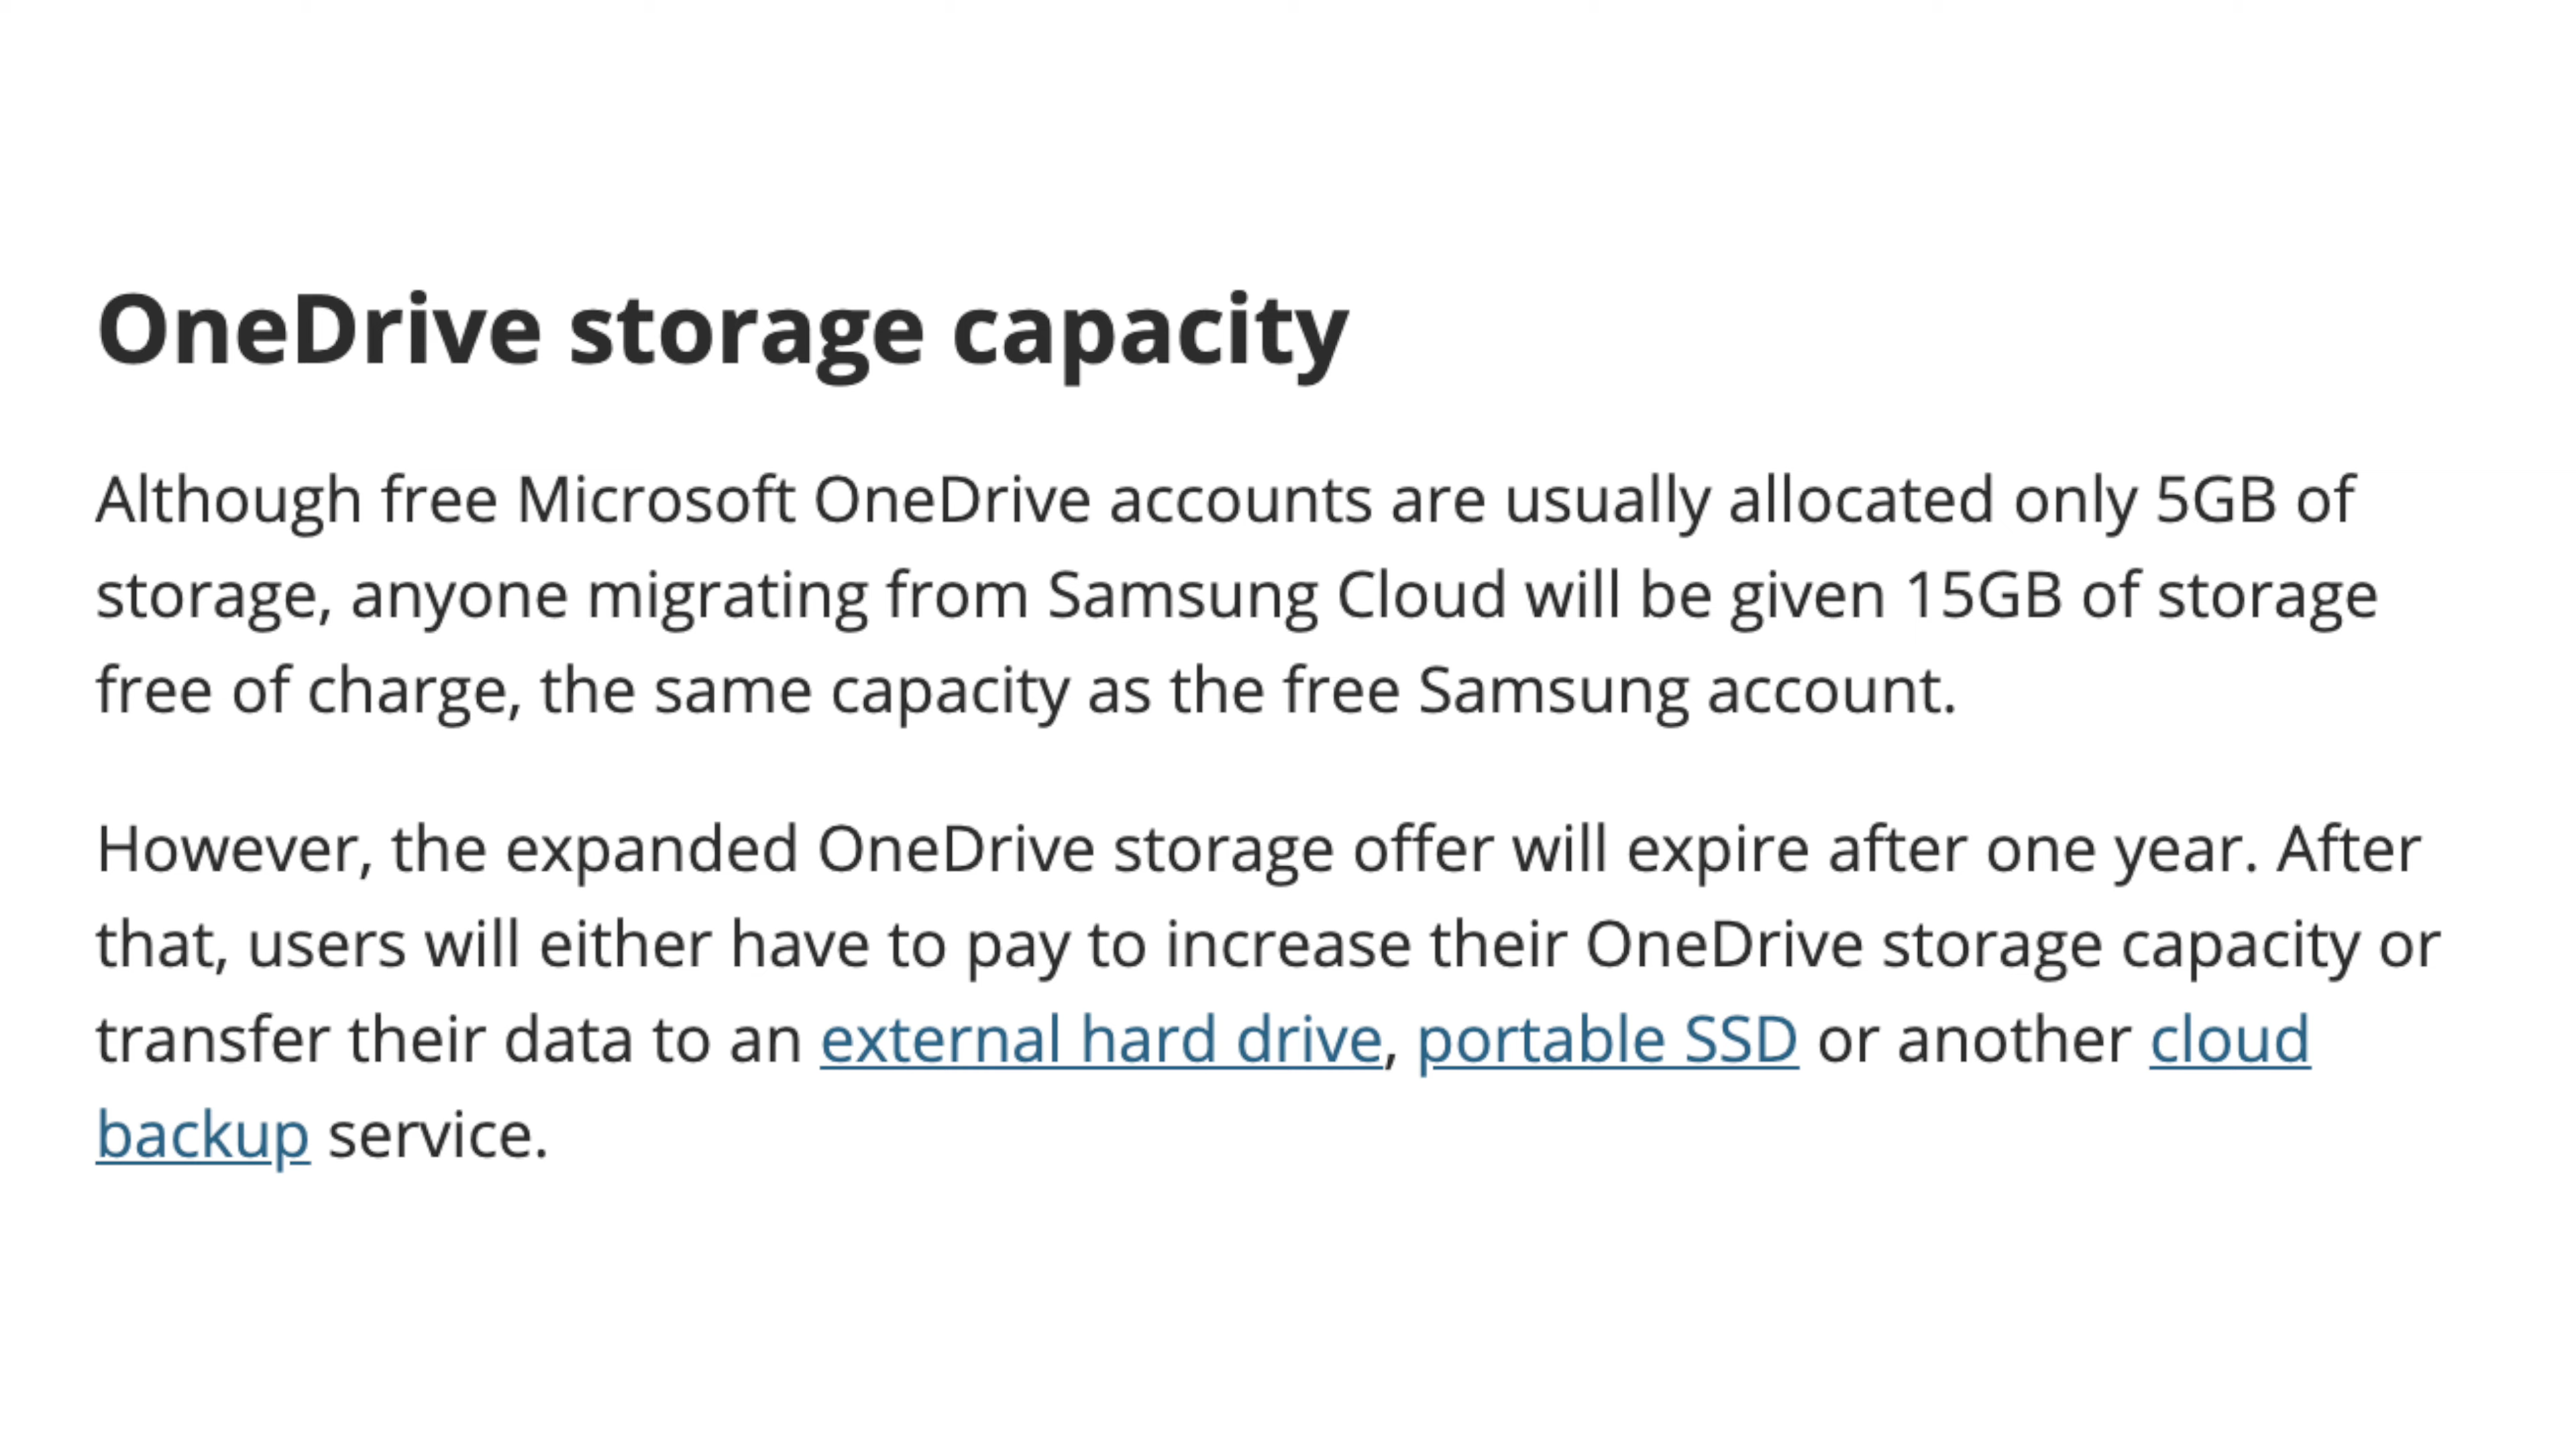 OneDrive storage capacity
Although free Microsoft OneDrive accounts are usually allocated only 5GB of
storage, anyone migrating from Samsung Cloud will be given 15GB of storage
free of charge, the same capacity as the free Samsung account.
However, the expanded OneDrive storage offer will expire after one year. After
that, users will either have to pay to increase their OneDrive storage capacity or
transfer their data to an external hard drive, portable SSD or another cloud
backup service.